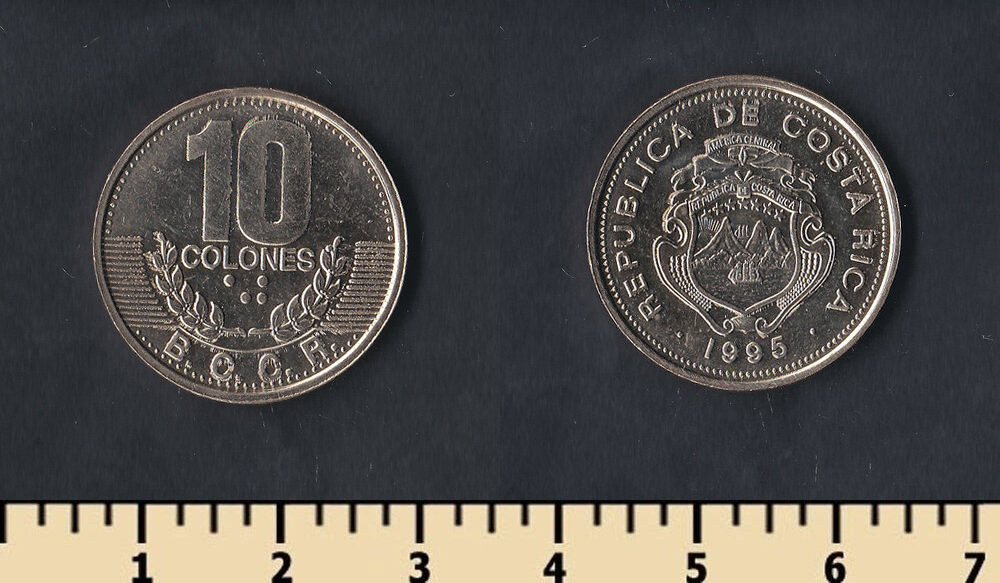 10
COLONES
B. C. C. R.
REPUBLICA DE COSTA RICA
AMERICA CENTRAL
REPUBLICA DE COSTA RICA
· 1995 ·
1 2 3 4 5 6 7